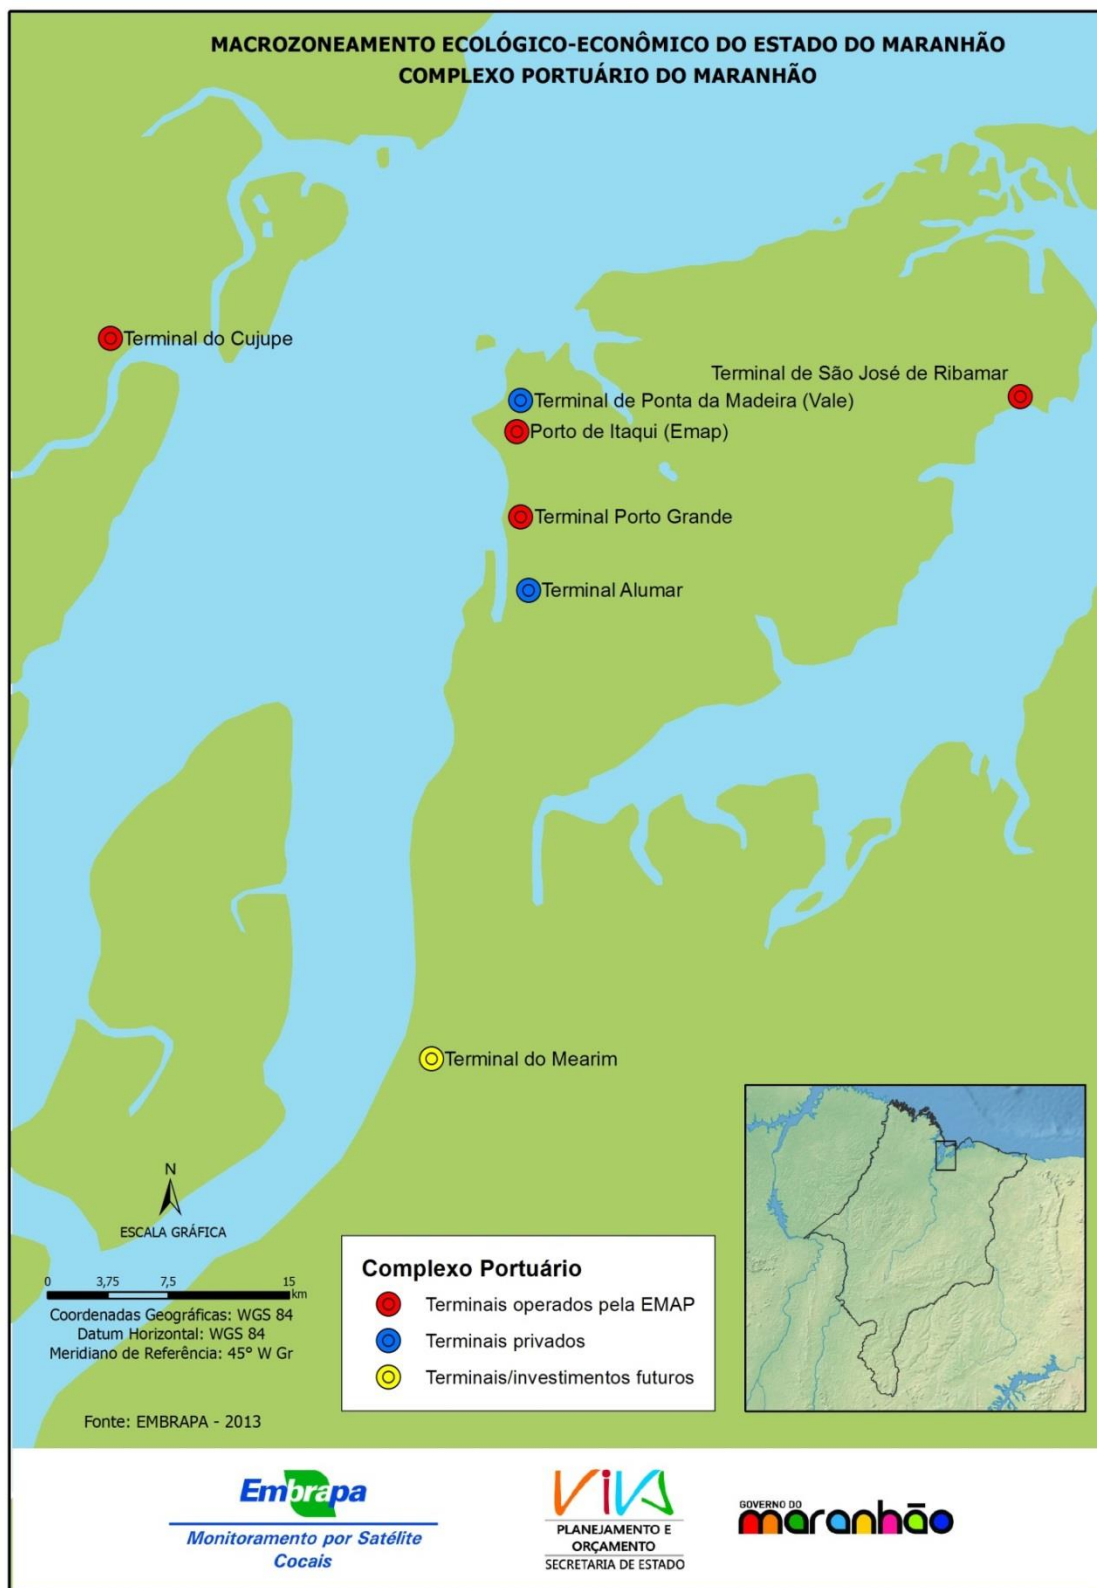 MACROZONEAMENTO ECOLÓGICO-ECONÔMICO DO ESTADO DO MARANHÃO
COMPLEXO PORTUÁRIO DO MARANHÃO
Terminal do Cujupe
Terminal de São José de Ribamar
Terminal de Ponta da Madeira (Vale)
Porto de Itaqui (Emap)
Terminal Porto Grande
Terminal Alumar
Terminal do Mearim
N
ESCALA GRÁFICA
0 3,75 7,5 15
km
Coordenadas Geográficas: WGS 84
Datum Horizontal: WGS 84
Meridiano de Referência: 45° W Gr
Fonte: EMBRAPA - 2013
Complexo Portuário
Terminais operados pela EMAP
Terminais privados
Terminais/investimentos futuros
Embrapa
Monitoramento por Satélite
Cocais
VIVA
PLANEJAMENTO E
ORÇAMENTO
SECRETARIA DE ESTADO
GOVERNO DO
maranhão